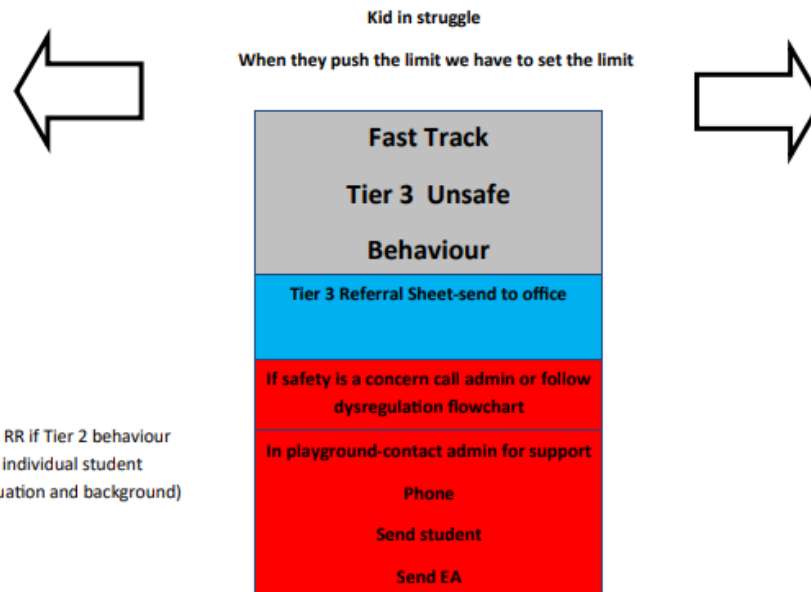 Kid in struggle
When they push the limit we have to set the limit
Fast Track
Tier 3 Unsafe
Behaviour
Tier 3 Referral Sheet-send to office
If safety is a concern call admin or follow
dysregulation flowchart
RR if Tier 2 behaviour
individual student
and background)
In playground-contact admin for support
Phone
Send student
Send EA